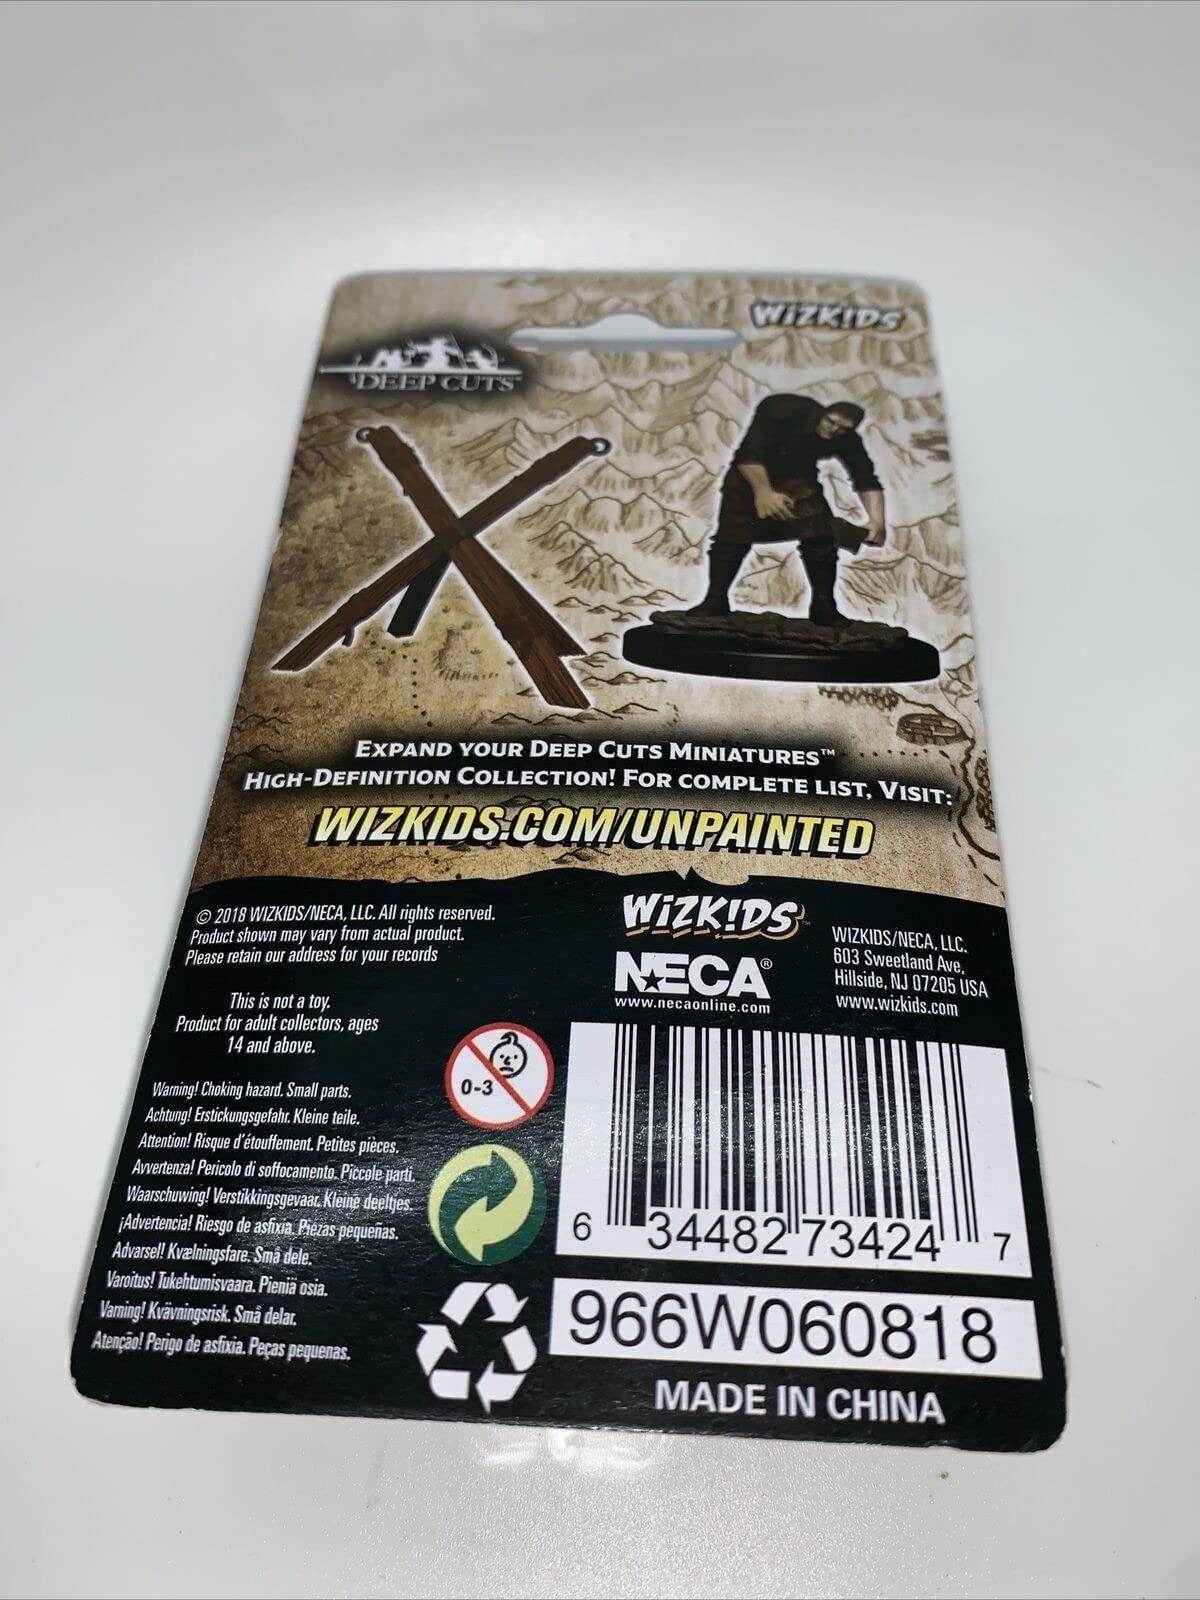 WIZKIDS
DEEP CUTS
EXPAND YOUR DEEP CUTS MINIATURES™
HIGH-DEFINITION COLLECTION! FOR COMPLETE LIST, VISIT:
WIZKIDS.COM/UNPAINTED
© 2018 WIZKIDS/NECA, LLC. All rights reserved.
Product shown may vary from actual product.
Please retain our address for your records
WIZKIDS™
NECA®
www.necaonline.com
WIZKIDS/NECA, LLC.
603 Sweetland Ave,
Hillside, NJ 07205 USA
www.wizkids.com
This is not a toy.
Product for adult collectors, ages
14 and above.
0-3
Warning! Choking hazard. Small parts.
Achtung! Erstickungsgefahr. Kleine teile.
Attention! Risque d'étouffement. Petites pièces.
Avvertenza! Pericolo di soffocamento. Piccole parti.
Waarschuwing! Verstikkingsgevaar. Kleine deeltjes.
¡Advertencia! Riesgo de asfixia. Piezas pequeñas.
Advarsel! Kvælningsfare. Små dele.
Varoitus! Tukehtumisvaara. Pieniä osia.
Varning! Kvävningsrisk. Små delar.
Atenção! Perigo de asfixia. Peças pequenas.
6 34482 73424 7
966W060818
MADE IN CHINA